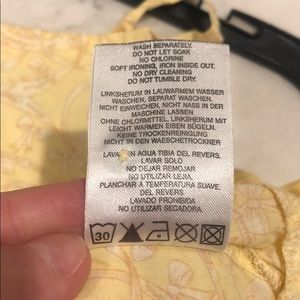 WASH SEPARATELY.
DO NOT LET SOAK
NO CHLORINE
SOFT IRONING, IRON INSIDE OUT.
NO DRY CLEANING
DO NOT TUMBLE DRY.
LINKSHERUM IN LAUWARMEM WASSER
WASCHEN, SEPARAT WASCHEN.
NICHT EINWEICHEN, NICHT NASS IN DER
MASCHINE LASSEN
OHNE CHLORMITTEL, LINKSHERUM MIT
LEICHT WARMEN EISEN BÜGELN.
KEINE TROCKENREINIGUNG
NICHT IN DEN WAESCHETROCKNER
EN AGUA TIBIA DEL REVERS.
LAVAR SOLO
NO DEJAR REMOJAR
NO UTILIZAR LEJIA.
PLANCHAR A TEMPERATURA SUAVE.
LAVADO PROHIBIDA
NO UTILIZAR SECADORA.
30